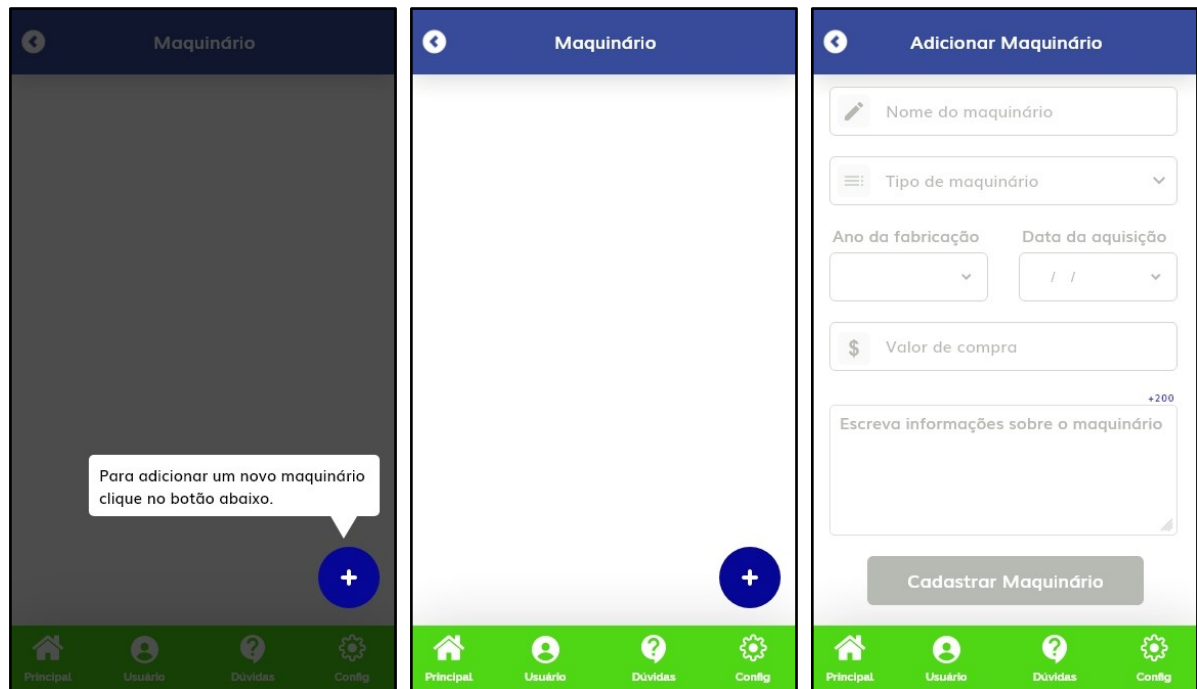 Maquinário
Para adicionar um novo maquinário
clique no botão abaixo.
+
Principal
Usuário
Dúvidas
Config
Maquinário
+
Principal
Usuário
Dúvidas
Config
Adicionar Maquinário
Nome do maquinário
Tipo de maquinário
Ano da fabricação
Data da aquisição
/ /
$ Valor de compra
+200
Escreva informações sobre o maquinário
Cadastrar Maquinário
Principal
Usuário
Dúvidas
Config